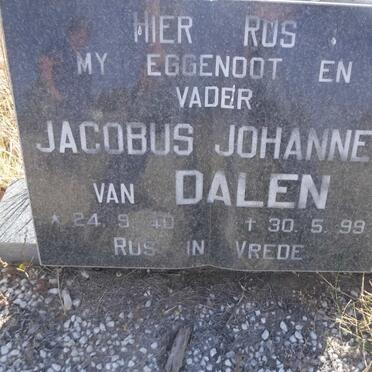 HIER RUS
MY EGGENOOT EN
VADER
JACOBUS JOHANNE
VAN DALEN
* 24.9.40 † 30.5.99
RUS IN VREDE